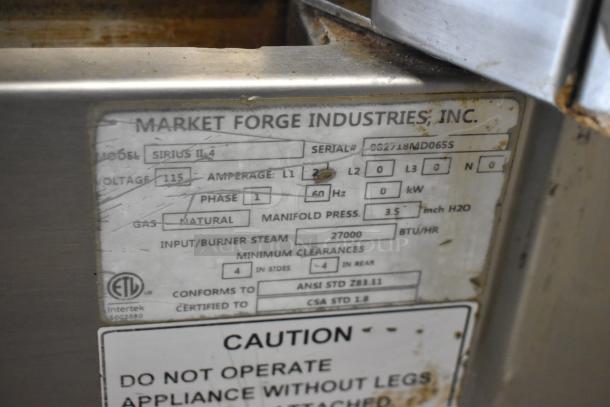 MARKET FORGE INDUSTRIES, INC.
MODEL SIRIUS II-4 SERIAL# 082718MD065S
VOLTAGE 115 AMPERAGE: L1 2 L2 0 L3 0 N 0
PHASE 1 60 Hz 0 kW
GAS NATURAL MANIFOLD PRESS. 3.5 inch H2O
INPUT/BURNER STEAM 27000 BTU/HR
MINIMUM CLEARANCES
4 IN SIDES 4 IN REAR
CONFORMS TO ANSI STD Z83.11
CERTIFIED TO CSA STD 1.8
ETL
Intertek
CAUTION
DO NOT OPERATE
APPLIANCE WITHOUT LEGS
ATTACHED